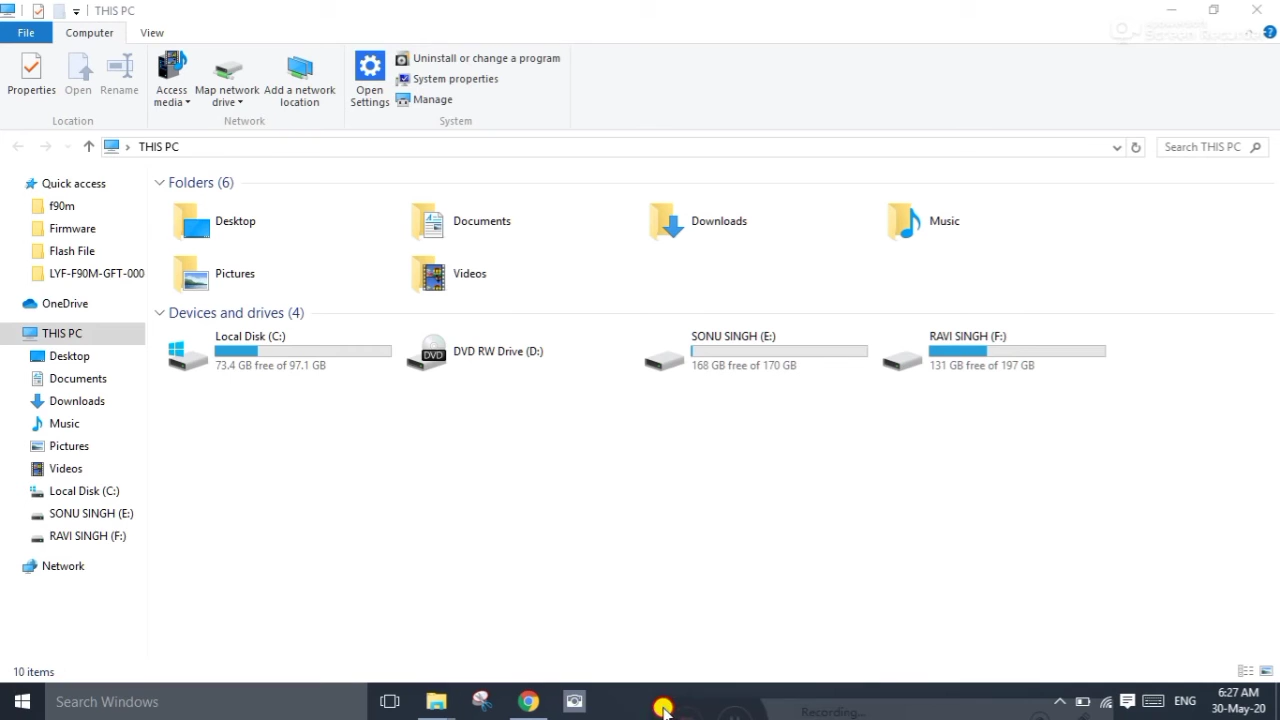 THIS PC
File Computer View
Properties Open Rename
Location
Access media Map network drive Add a network location
Network
Open Settings
Uninstall or change a program
System properties
Manage
System
THIS PC
Search THIS PC
Quick access
f90m
Firmware
Flash File
LYF-F90M-GFT-000
OneDrive
THIS PC
Desktop
Documents
Downloads
Music
Pictures
Videos
Local Disk (C:)
SONU SINGH (E:)
RAVI SINGH (F:)
Network
Folders (6)
Desktop
Documents
Downloads
Music
Pictures
Videos
Devices and drives (4)
Local Disk (C:)
73.4 GB free of 97.1 GB
DVD RW Drive (D:)
DVD
SONU SINGH (E:)
168 GB free of 170 GB
RAVI SINGH (F:)
131 GB free of 197 GB
10 items
Search Windows
Recording...
ENG
6:27 AM
30-May-20